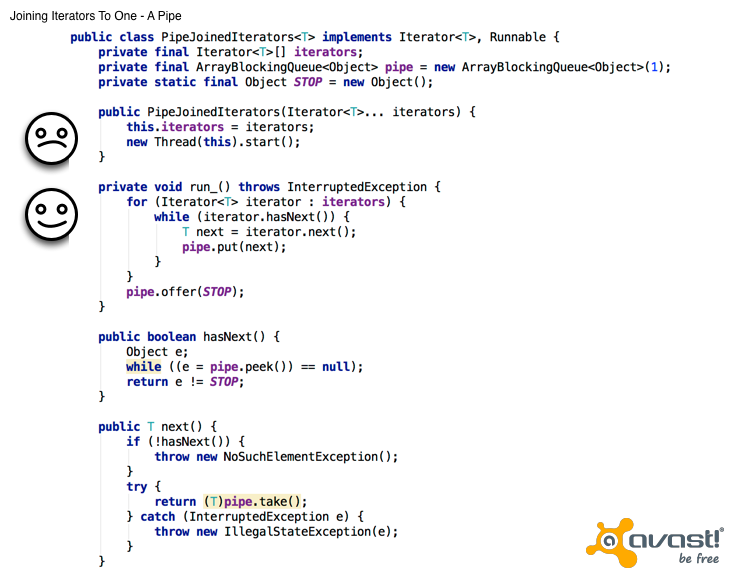 Joining Iterators To One - A Pipe
public class PipeJoinedIterators<T> implements Iterator<T>, Runnable {
    private final Iterator<T>[] iterators;
    private final ArrayBlockingQueue<Object> pipe = new ArrayBlockingQueue<Object>(1);
    private static final Object STOP = new Object();

    public PipeJoinedIterators(Iterator<T>... iterators) {
        this.iterators = iterators;
        new Thread(this).start();
    }

    private void run_() throws InterruptedException {
        for (Iterator<T> iterator : iterators) {
            while (iterator.hasNext()) {
                T next = iterator.next();
                pipe.put(next);
            }
        }
        pipe.offer(STOP);
    }

    public boolean hasNext() {
        Object e;
        while ((e = pipe.peek()) == null);
        return e != STOP;
    }

    public T next() {
        if (!hasNext()) {
            throw new NoSuchElementException();
        }
        try {
            return (T)pipe.take();
        } catch (InterruptedException e) {
            throw new IllegalStateException(e);
        }
    }
a avast!®
be free